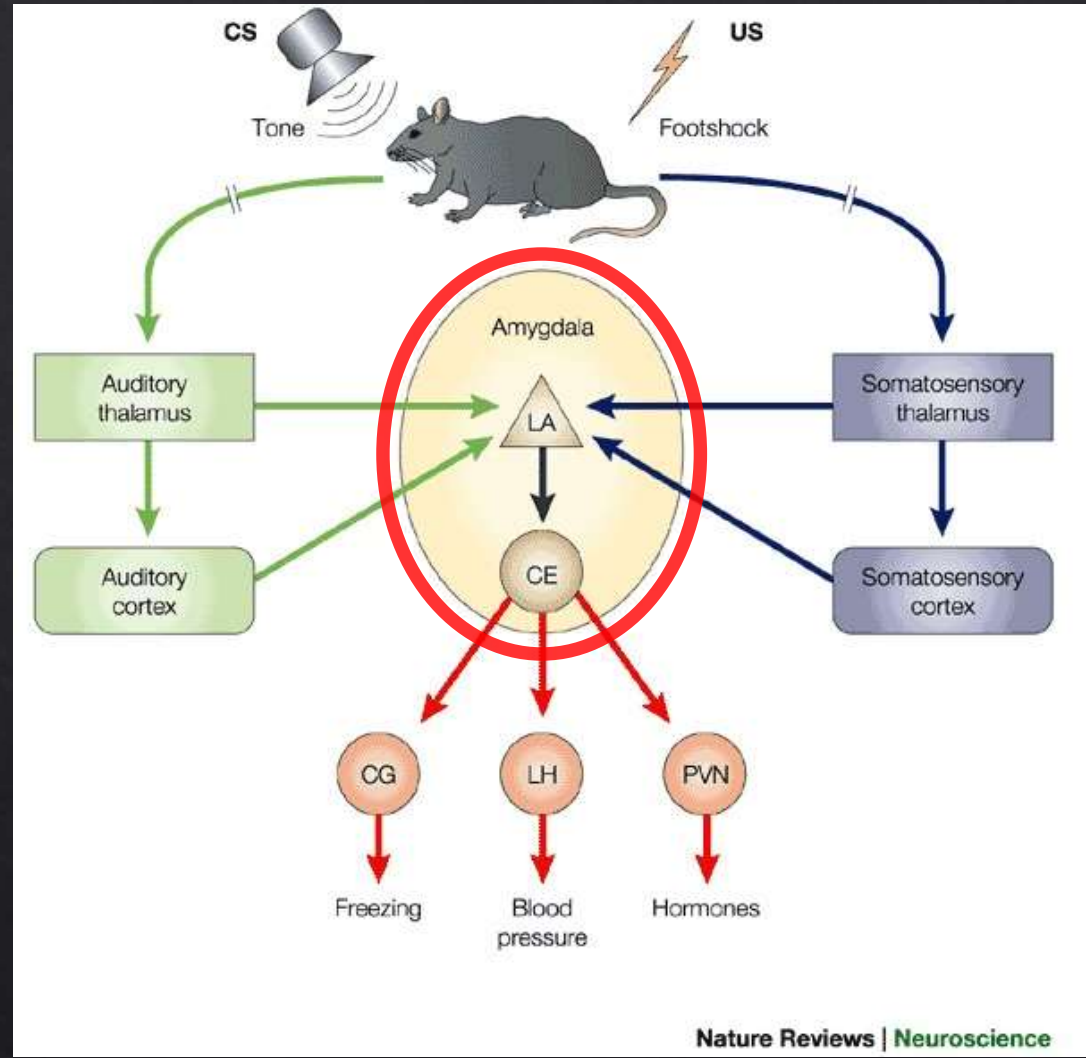 CS
US
Tone
Footshock
Amygdala
Auditory
thalamus
LA
Somatosensory
thalamus
Auditory
cortex
CE
Somatosensory
cortex
CG
LH
PVN
Freezing
Blood
pressure
Hormones
Nature Reviews | Neuroscience